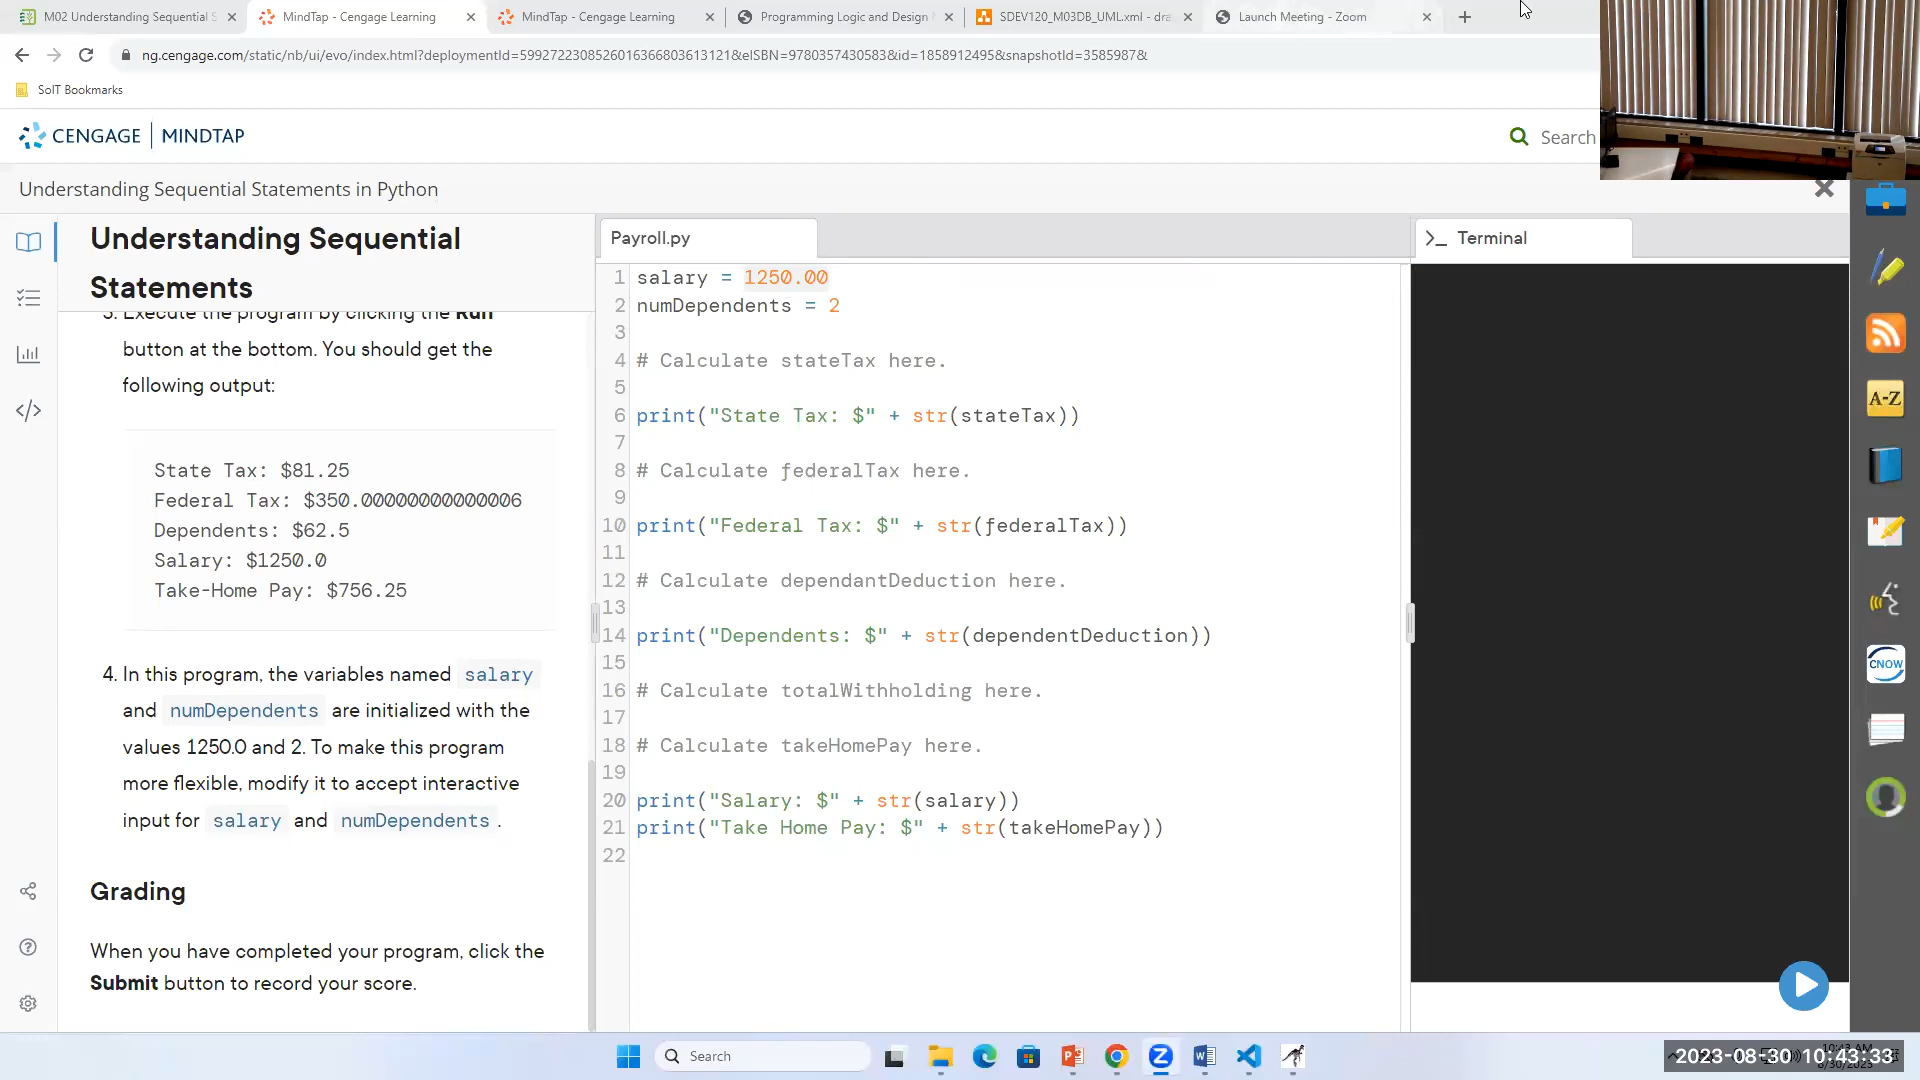 M02 Understanding Sequential S
MindTap - Cengage Learning
MindTap - Cengage Learning
Programming Logic and Design
SDEV120_M03DB_UML.xml - dra
Launch Meeting - Zoom
ng.cengage.com/static/nb/ui/evo/index.html?deploymentId=5992722308526016366803613121&eISBN=9780357430583&id=1858912495&snapshotId=3585987&
SoIT Bookmarks
CENGAGE | MINDTAP
Search
Understanding Sequential Statements in Python
Understanding Sequential
Statements
3. Execute the program by clicking the Run
button at the bottom. You should get the
following output:
State Tax: $81.25
Federal Tax: $350.00000000000006
Dependents: $62.5
Salary: $1250.0
Take-Home Pay: $756.25
4. In this program, the variables named salary
and numDependents are initialized with the
values 1250.0 and 2. To make this program
more flexible, modify it to accept interactive
input for salary and numDependents .
Grading
When you have completed your program, click the
Submit button to record your score.
Payroll.py
1 salary = 1250.00
2 numDependents = 2
3
4 # Calculate stateTax here.
5
6 print("State Tax: $" + str(stateTax))
7
8 # Calculate federalTax here.
9
10 print("Federal Tax: $" + str(federalTax))
11
12 # Calculate dependantDeduction here.
13
14 print("Dependents: $" + str(dependentDeduction))
15
16 # Calculate totalWithholding here.
17
18 # Calculate takeHomePay here.
19
20 print("Salary: $" + str(salary))
21 print("Take Home Pay: $" + str(takeHomePay))
22
>_ Terminal
A-Z
CNOW
Search
2023-08-30 10:43:33